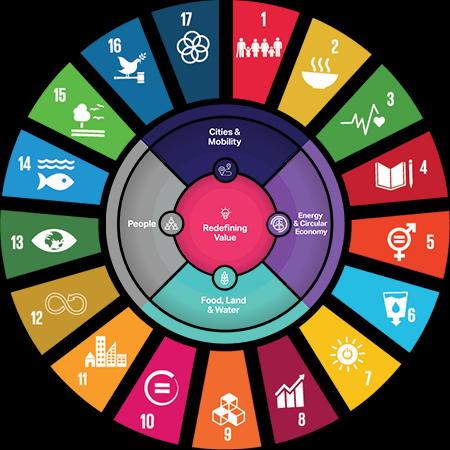 1
2
3
4
5
6
7
8
9
10
11
12
13
14
15
16
17
Cities &
Mobility
People
Redefining
Value
Energy
& Circular
Economy
Food, Land
& Water